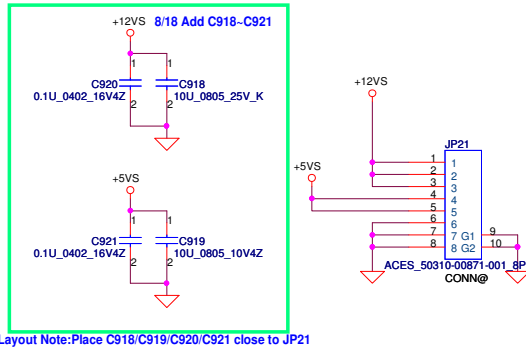 +12VS
8/18 Add C918~C921
1
1
C920
C918
0.1U_0402_16V4Z
10U_0805_25V_K
2
2
+5VS
1
1
C921
C919
0.1U_0402_16V4Z
10U_0805_10V4Z
2
2
+12VS
+5VS
JP21
1 1
2 2
3 3
4 4
5 5
6 6
7 7 G1 9
8 8 G2 10
ACES_50310-00871-001_8P
CONN@
Layout Note:Place C918/C919/C920/C921 close to JP21